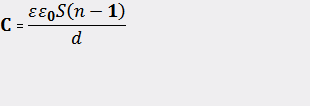 C = εε₀S(n − 1) / d